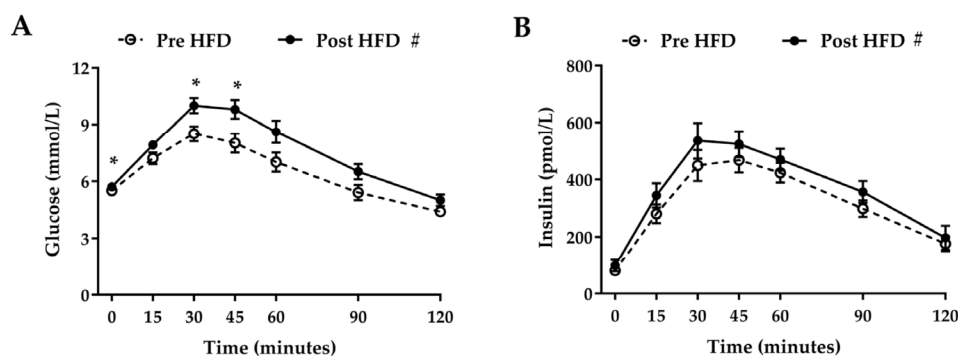 A
Pre HFD
Post HFD #
Glucose (mmol/L)
12
9
6
3
0
*
*
*
0 15 30 45 60 90 120
Time (minutes)
B
Pre HFD
Post HFD #
Insulin (pmol/L)
800
600
400
200
0
0 15 30 45 60 90 120
Time (minutes)